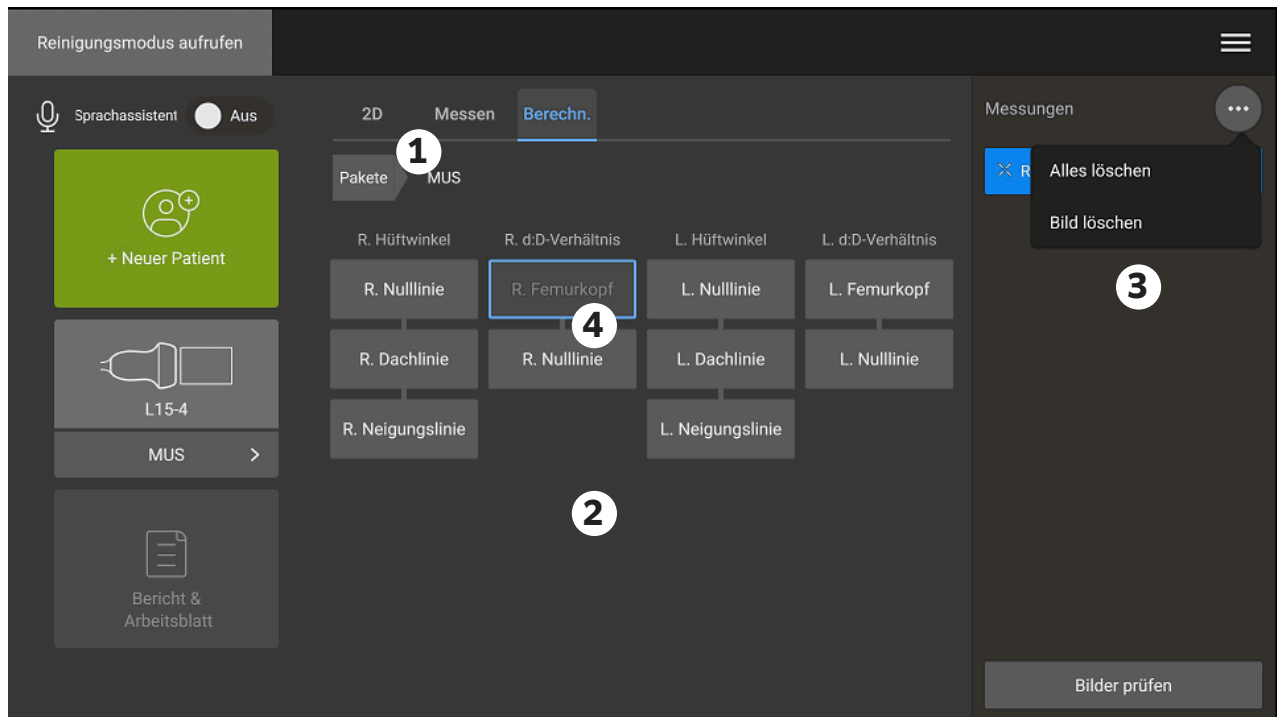 Reinigungsmodus aufrufen
Sprachassistent Aus
2D Messen Berechn.
Messungen
1
Pakete MUS
R
Alles löschen
Bild löschen
3
+ Neuer Patient
R. Hüftwinkel R. d:D-Verhältnis L. Hüftwinkel L. d:D-Verhältnis
R. Nulllinie R. Femurkopf L. Nulllinie L. Femurkopf
4
R. Dachlinie R. Nulllinie L. Dachlinie L. Nulllinie
R. Neigungslinie L. Neigungslinie
2
L15-4
MUS
Bericht &
Arbeitsblatt
Bilder prüfen